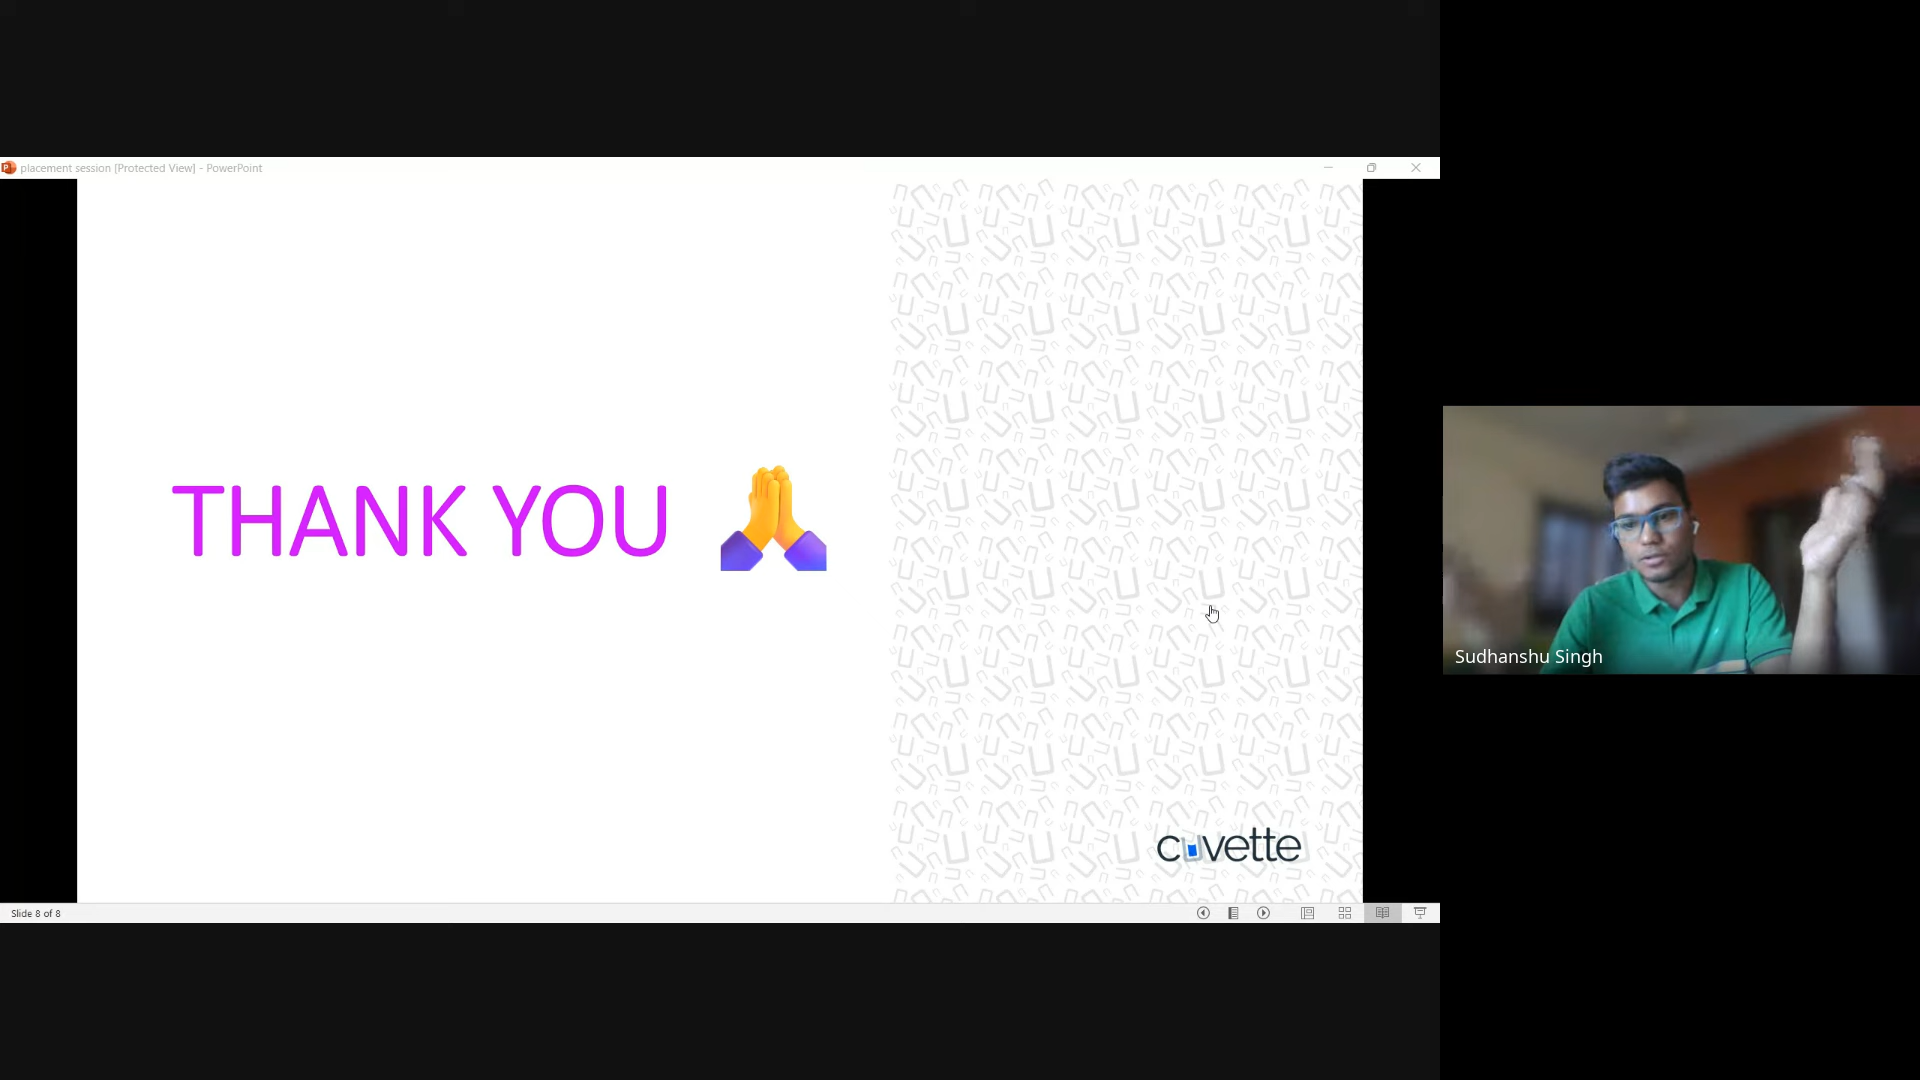 placement session [Protected View] - PowerPoint
THANK YOU
cuvette
Slide 8 of 8
Sudhanshu Singh